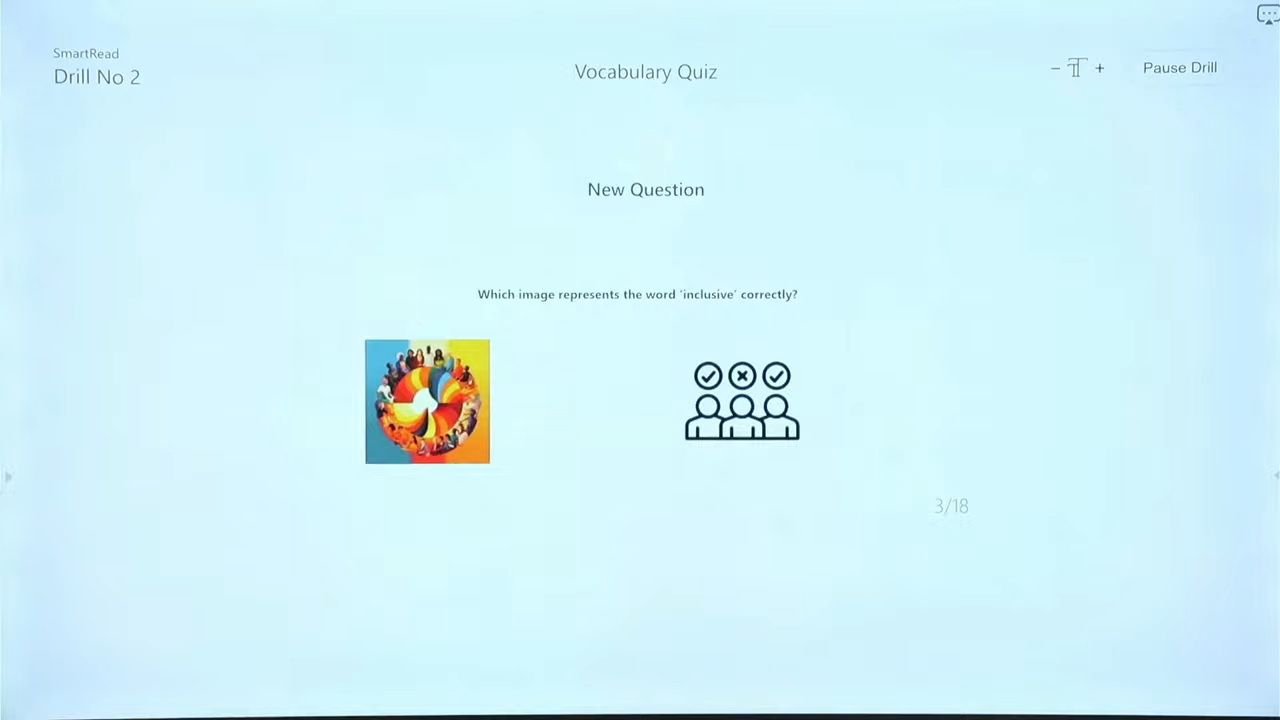 SmartRead
Drill No 2
Vocabulary Quiz
- T +
Pause Drill
New Question
Which image represents the word 'inclusive' correctly?
3/18